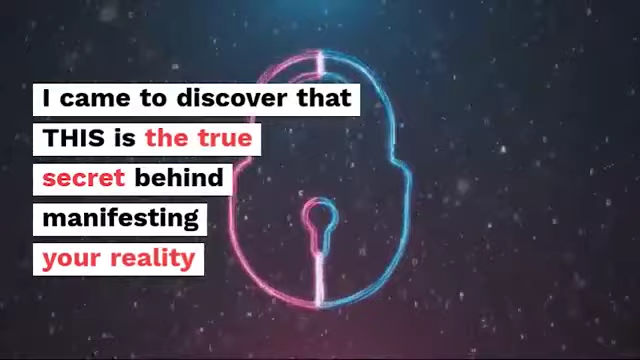 I came to discover that
THIS is the true
secret behind
manifesting
your reality